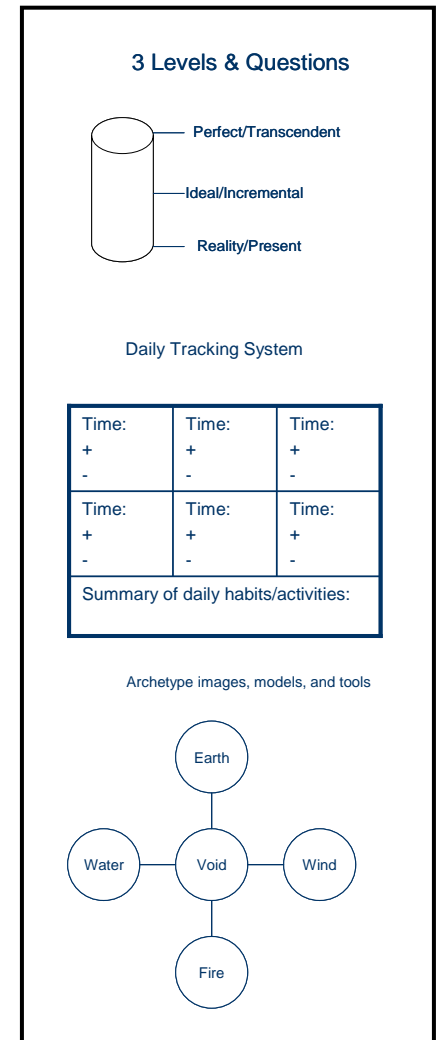 3 Levels & Questions
Perfect/Transcendent
Ideal/Incremental
Reality/Present
Daily Tracking System
Time: Time: Time:
+ + +
- - -
Time: Time: Time:
+ + +
- - -
Summary of daily habits/activities:
Archetype images, models, and tools
Earth
Water Void Wind
Fire